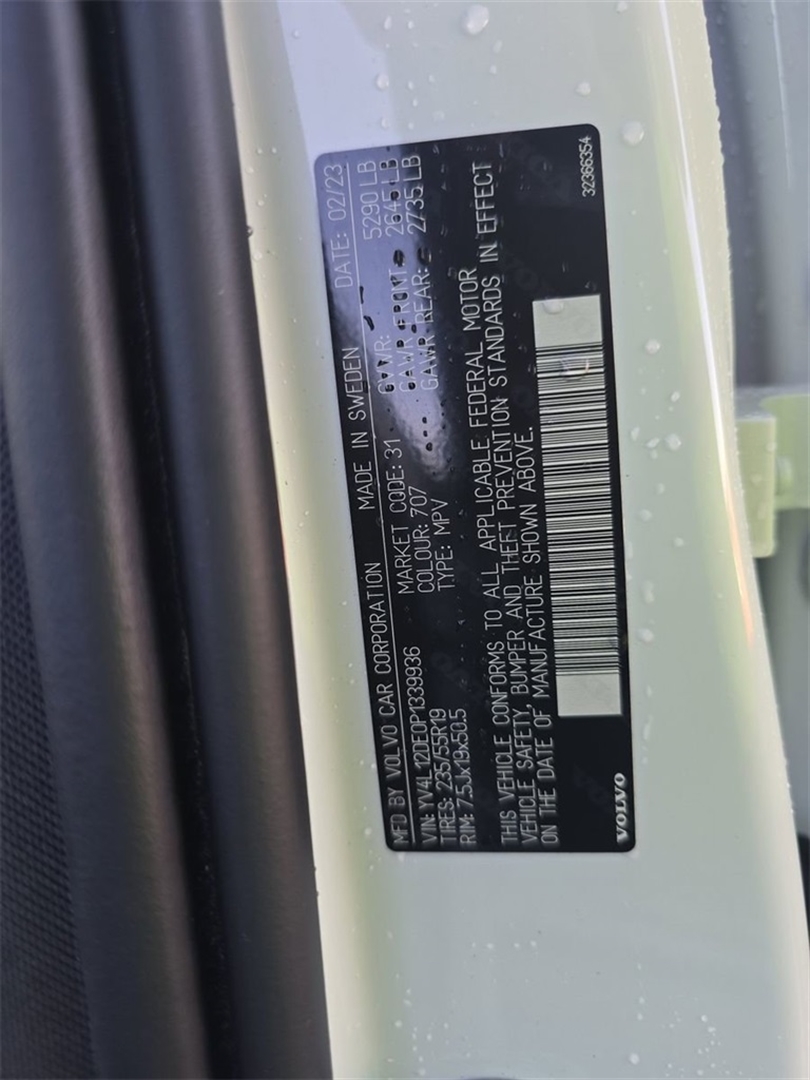 MFD BY VOLVO CAR CORPORATION MADE IN SWEDEN DATE: 02/23
VIN: YV4L12DE0P1339936 MARKET CODE: 31 GVWR: 5290 LB
TIRES: 235/55R19 COLOUR: 707 GAWR FRONT: 2645 LB
RIM: 7.5Jx19x50.5 TYPE: MPV GAWR REAR: 2735 LB
THIS VEHICLE CONFORMS TO ALL APPLICABLE FEDERAL MOTOR
VEHICLE SAFETY, BUMPER AND THEFT PREVENTION STANDARDS IN EFFECT
ON THE DATE OF MANUFACTURE SHOWN ABOVE.
VOLVO 32366354